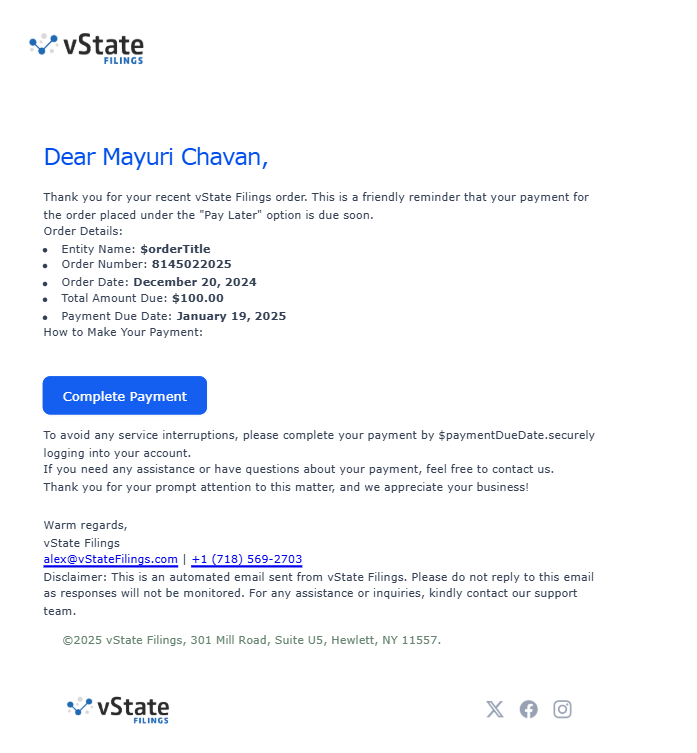 vState
FILINGS
Dear Mayuri Chavan,
Thank you for your recent vState Filings order. This is a friendly reminder that your payment for
the order placed under the "Pay Later" option is due soon.
Order Details:
• Entity Name: $orderTitle
• Order Number: 8145022025
• Order Date: December 20, 2024
• Total Amount Due: $100.00
• Payment Due Date: January 19, 2025
How to Make Your Payment:
Complete Payment
To avoid any service interruptions, please complete your payment by $paymentDueDate.securely
logging into your account.
If you need any assistance or have questions about your payment, feel free to contact us.
Thank you for your prompt attention to this matter, and we appreciate your business!
Warm regards,
vState Filings
alex@vStateFilings.com | +1 (718) 569-2703
Disclaimer: This is an automated email sent from vState Filings. Please do not reply to this email
as responses will not be monitored. For any assistance or inquiries, kindly contact our support
team.
©2025 vState Filings, 301 Mill Road, Suite U5, Hewlett, NY 11557.
vState
FILINGS